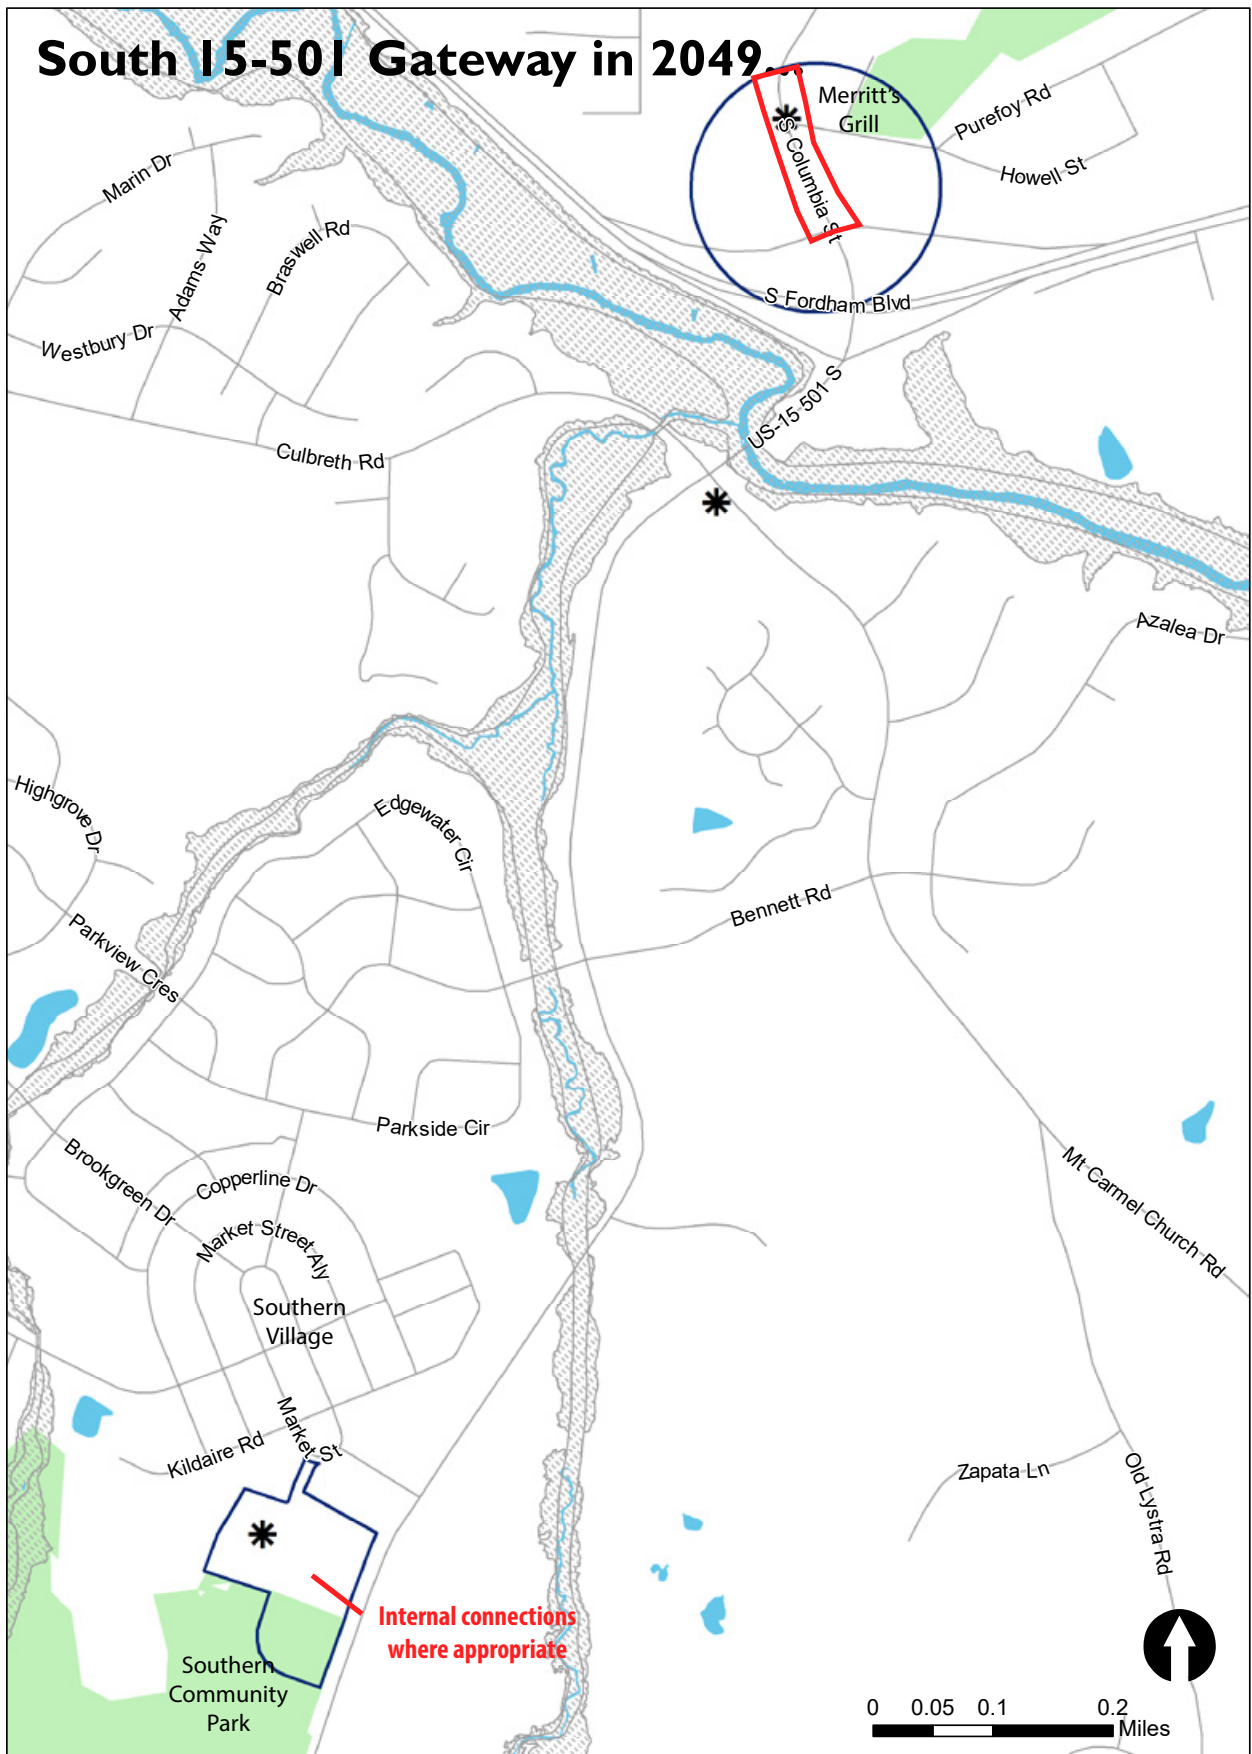 South 15-501 Gateway in 2049...
Merritt's
Grill
Purefoy Rd
Howell St
S Columbia St
Marin Dr
Adams Way
Braswell Rd
S Fordham Blvd
Westbury Dr
US-15-501 S
Culbreth Rd
Azalea Dr
Highgrove Dr
Edgewater Cir
Bennett Rd
Parkview Cres
Parkside Cir
Brookgreen Dr
Copperline Dr
Mt Carmel Church Rd
Market Street Aly
Southern
Village
Market St
Kildaire Rd
Zapata Ln
Old Lystra Rd
Internal connections
where appropriate
Southern
Community
Park
0 0.05 0.1 0.2
Miles